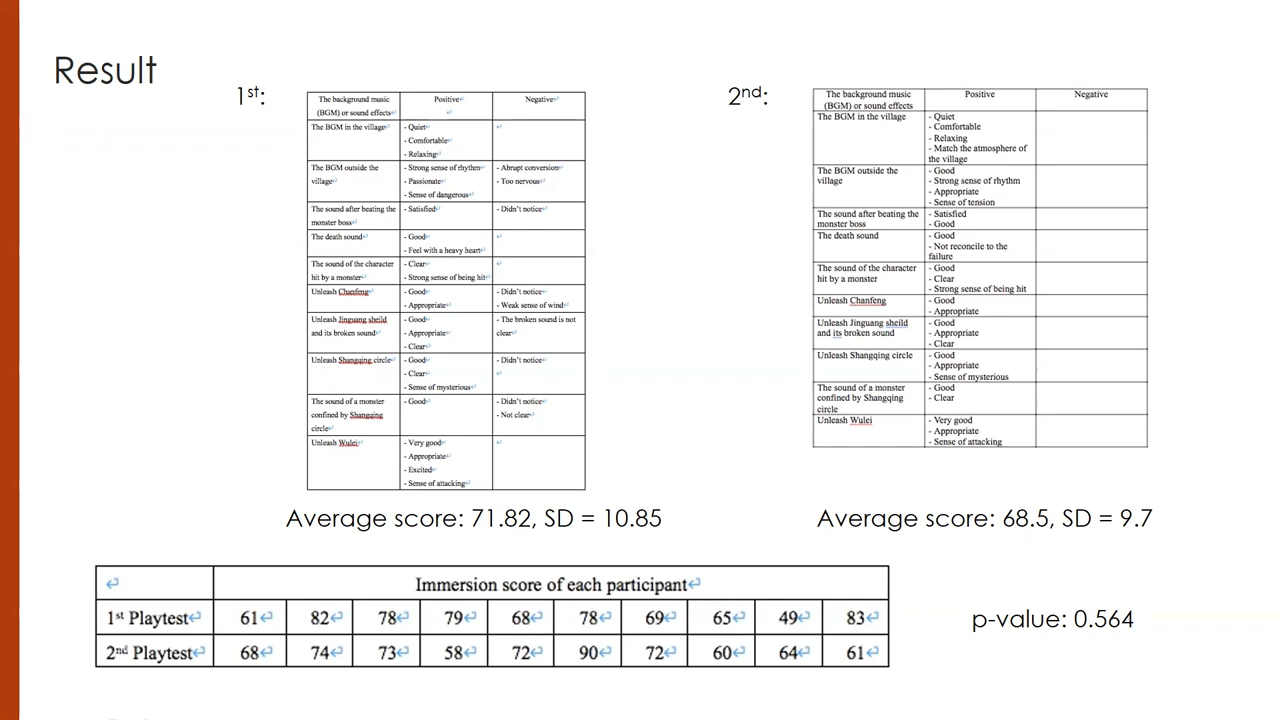 Result
1st:
The background music
(BGM) or sound effects
Positive
Negative
The BGM in the village
- Quiet
- Comfortable
- Relaxing
The BGM outside the
village
- Strong sense of rhythm
- Passionate
- Sense of dangerous
- Abrupt conversion
- Too nervous
The sound after beating the
monster boss
- Satisfied
- Didn't notice
The death sound
- Good
- Feel with a heavy heart
The sound of the character
hit by a monster
- Clear
- Strong sense of being hit
Unleash Chanfeng
- Good
- Appropriate
- Didn't notice
- Weak sense of wind
Unleash Jinguang sheild
and its broken sound
- Good
- Appropriate
- Clear
- The broken sound is not
clear
Unleash Shangqing circle
- Good
- Clear
- Sense of mysterious
- Didn't notice
The sound of a monster
confined by Shangqing
circle
- Good
- Didn't notice
- Not clear
Unleash Wulei
- Very good
- Appropriate
- Excited
- Sense of attacking
Average score: 71.82, SD = 10.85
2nd:
The background music
(BGM) or sound effects
Positive
Negative
The BGM in the village
- Quiet
- Comfortable
- Relaxing
- Match the atmosphere of
the village
The BGM outside the
village
- Good
- Strong sense of rhythm
- Appropriate
- Sense of tension
The sound after beating the
monster boss
- Satisfied
- Good
The death sound
- Good
- Not reconcile to the
failure
The sound of the character
hit by a monster
- Good
- Clear
- Strong sense of being hit
Unleash Chanfeng
- Good
- Appropriate
Unleash Jinguang sheild
and its broken sound
- Good
- Appropriate
- Clear
Unleash Shangqing circle
- Good
- Appropriate
- Sense of mysterious
The sound of a monster
confined by Shangqing
circle
- Good
- Clear
Unleash Wulei
- Very good
- Appropriate
- Sense of attacking
Average score: 68.5, SD = 9.7
Immersion score of each participant
1st Playtest 61 82 78 79 68 78 69 65 49 83
2nd Playtest 68 74 73 58 72 90 72 60 64 61
p-value: 0.564